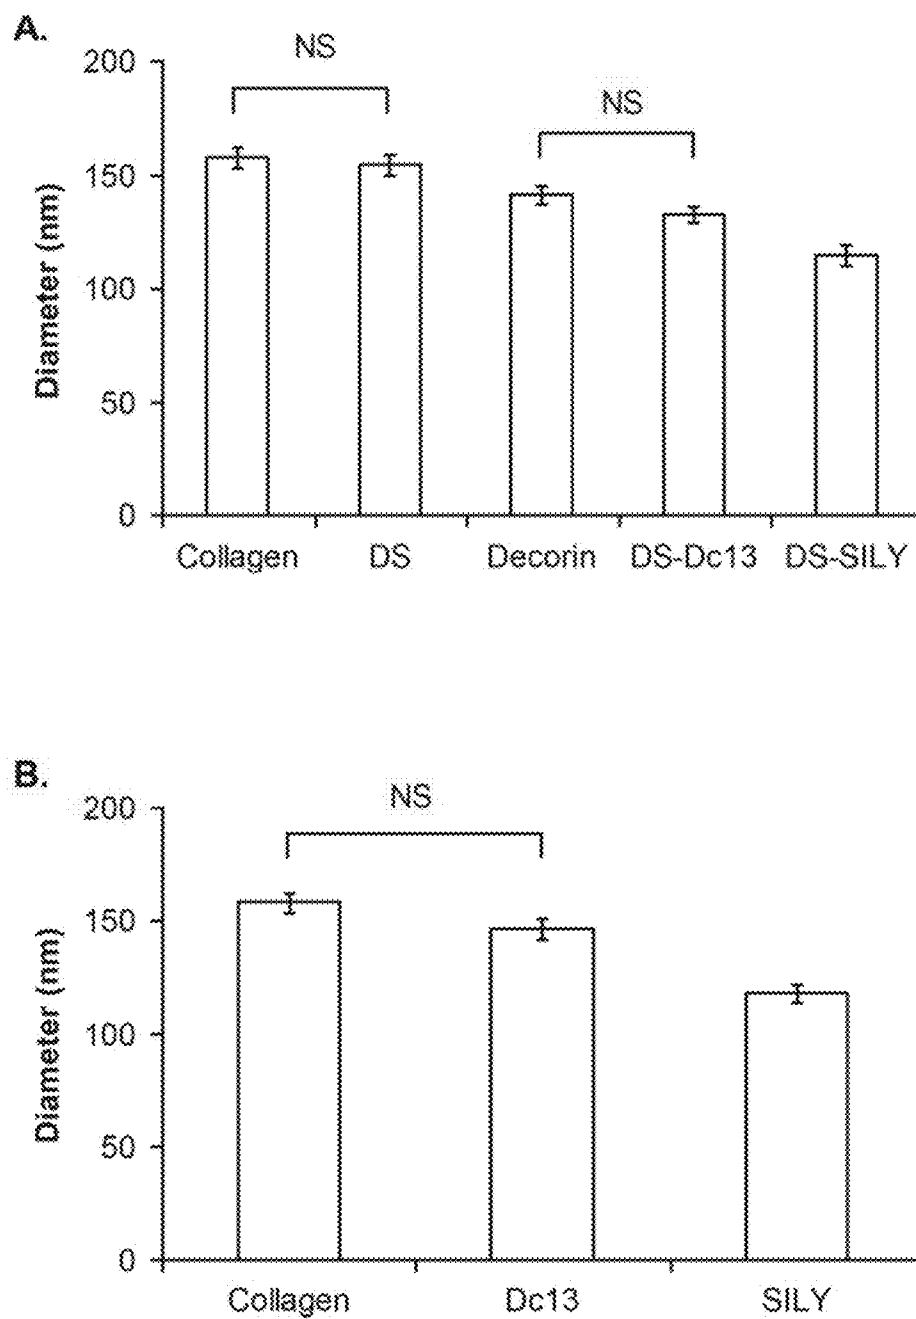 A.
NS
NS
200
150
100
50
0
Diameter (nm)
Collagen DS Decorin DS-Dc13 DS-SILY
B.
NS
200
150
100
50
0
Diameter (nm)
Collagen Dc13 SILY